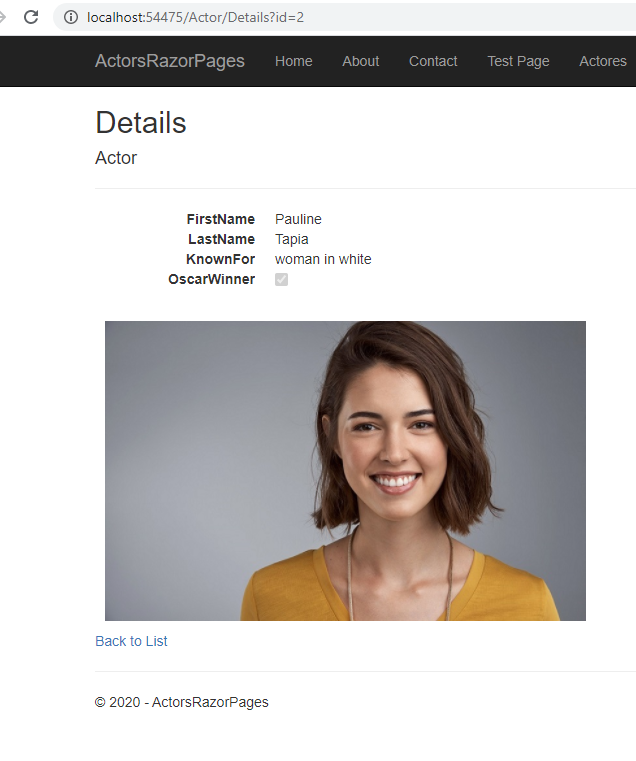 localhost:54475/Actor/Details?id=2
ActorsRazorPages Home About Contact Test Page Actores
Details
Actor
FirstName Pauline
LastName Tapia
KnownFor woman in white
OscarWinner
Back to List
© 2020 - ActorsRazorPages